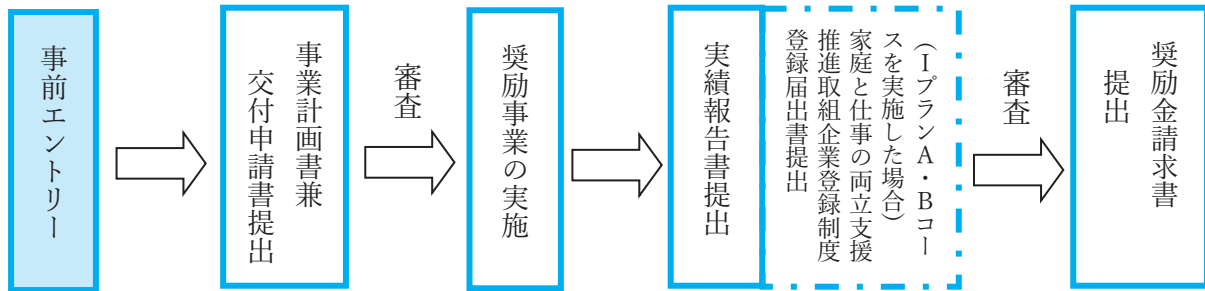 事前エントリー
事業計画書兼
交付申請書提出
審査
奨励事業の実施
実績報告書提出
(ⅠプランA・Bコー
スを実施した場合)
家庭と仕事の両立支援
推進取組企業登録制度
登録届出書提出
審査
奨励金請求書
提出